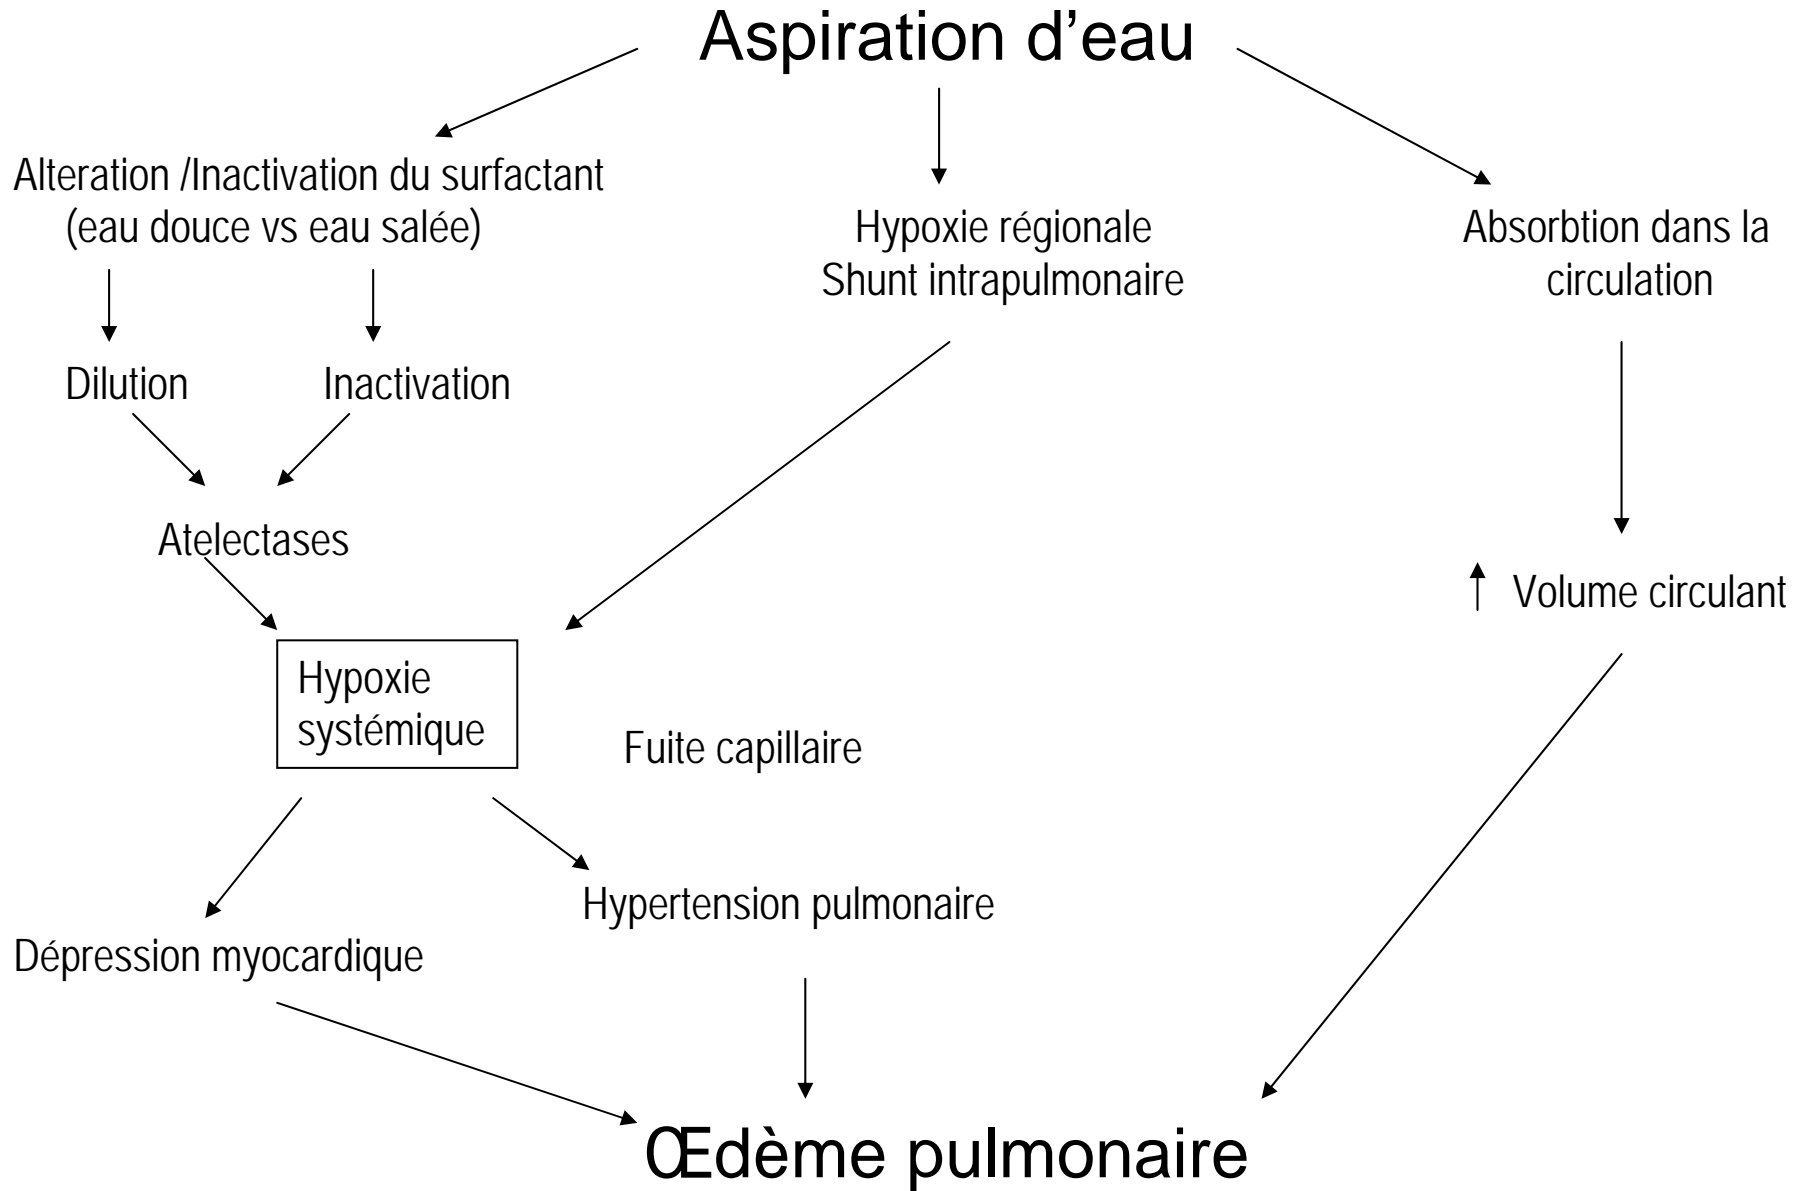 Aspiration d’eau
Alteration /Inactivation du surfactant
(eau douce vs eau salée)
Hypoxie régionale
Shunt intrapulmonaire
Absorbtion dans la
circulation
Dilution
Inactivation
Atelectases
Volume circulant
Hypoxie
systémique
Fuite capillaire
Hypertension pulmonaire
Dépression myocardique
Œdème pulmonaire